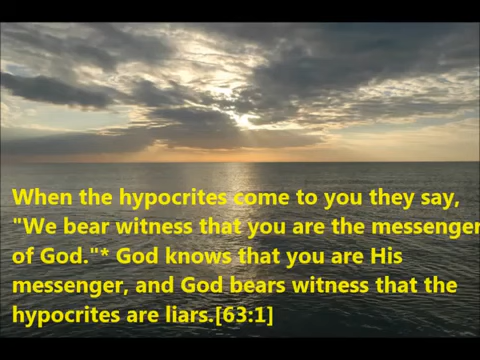 When the hypocrites come to you they say,
"We bear witness that you are the messenger
of God."* God knows that you are His
messenger, and God bears witness that the
hypocrites are liars.[63:1]